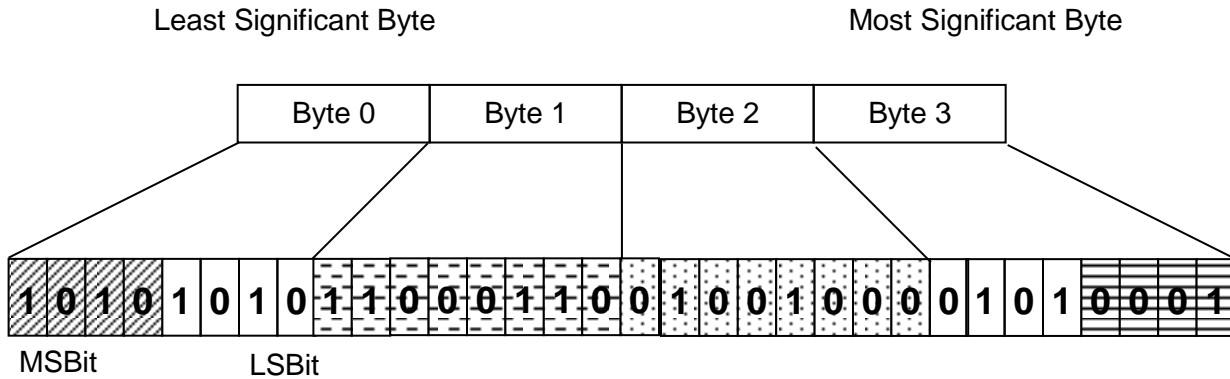 Least Significant Byte Most Significant Byte
Byte 0 Byte 1 Byte 2 Byte 3
1 0 1 0 1 0 1 0 1 1 0 0 0 1 1 0 0 1 0 0 1 0 0 0 0 1 0 1 0 0 0 1
MSBit LSBit